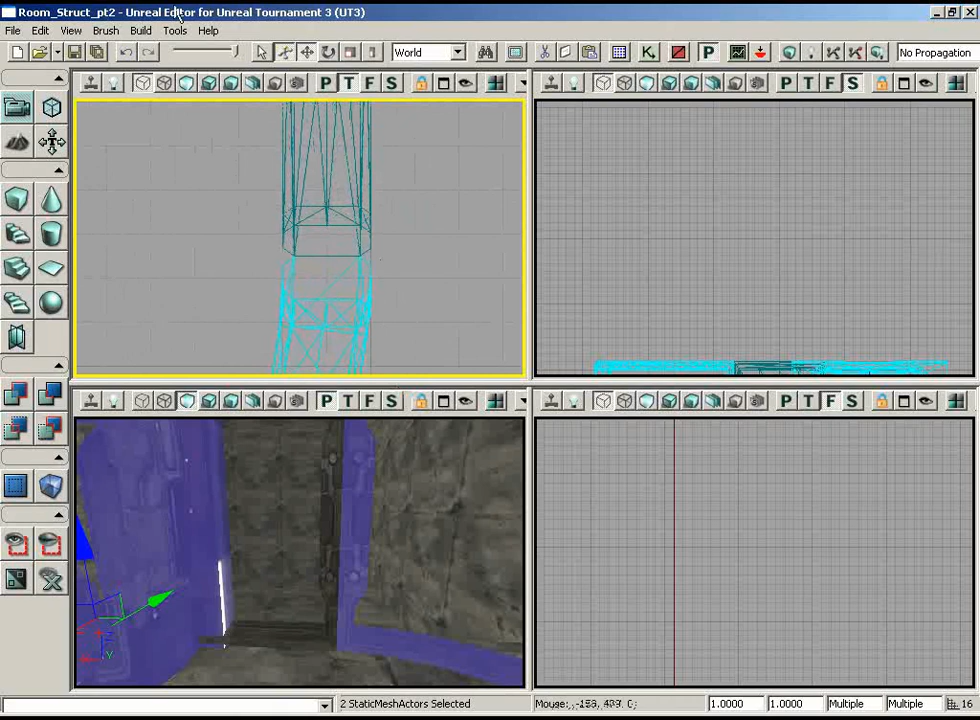 Room_Struct_pt2 - Unreal Editor for Unreal Tournament 3 (UT3)
File Edit View Brush Build Tools Help
World P No Propagation
P T F S P T F S
P T F S P T F S
Y
2 StaticMeshActors Selected 1.0000 1.0000 Multiple Multiple 16